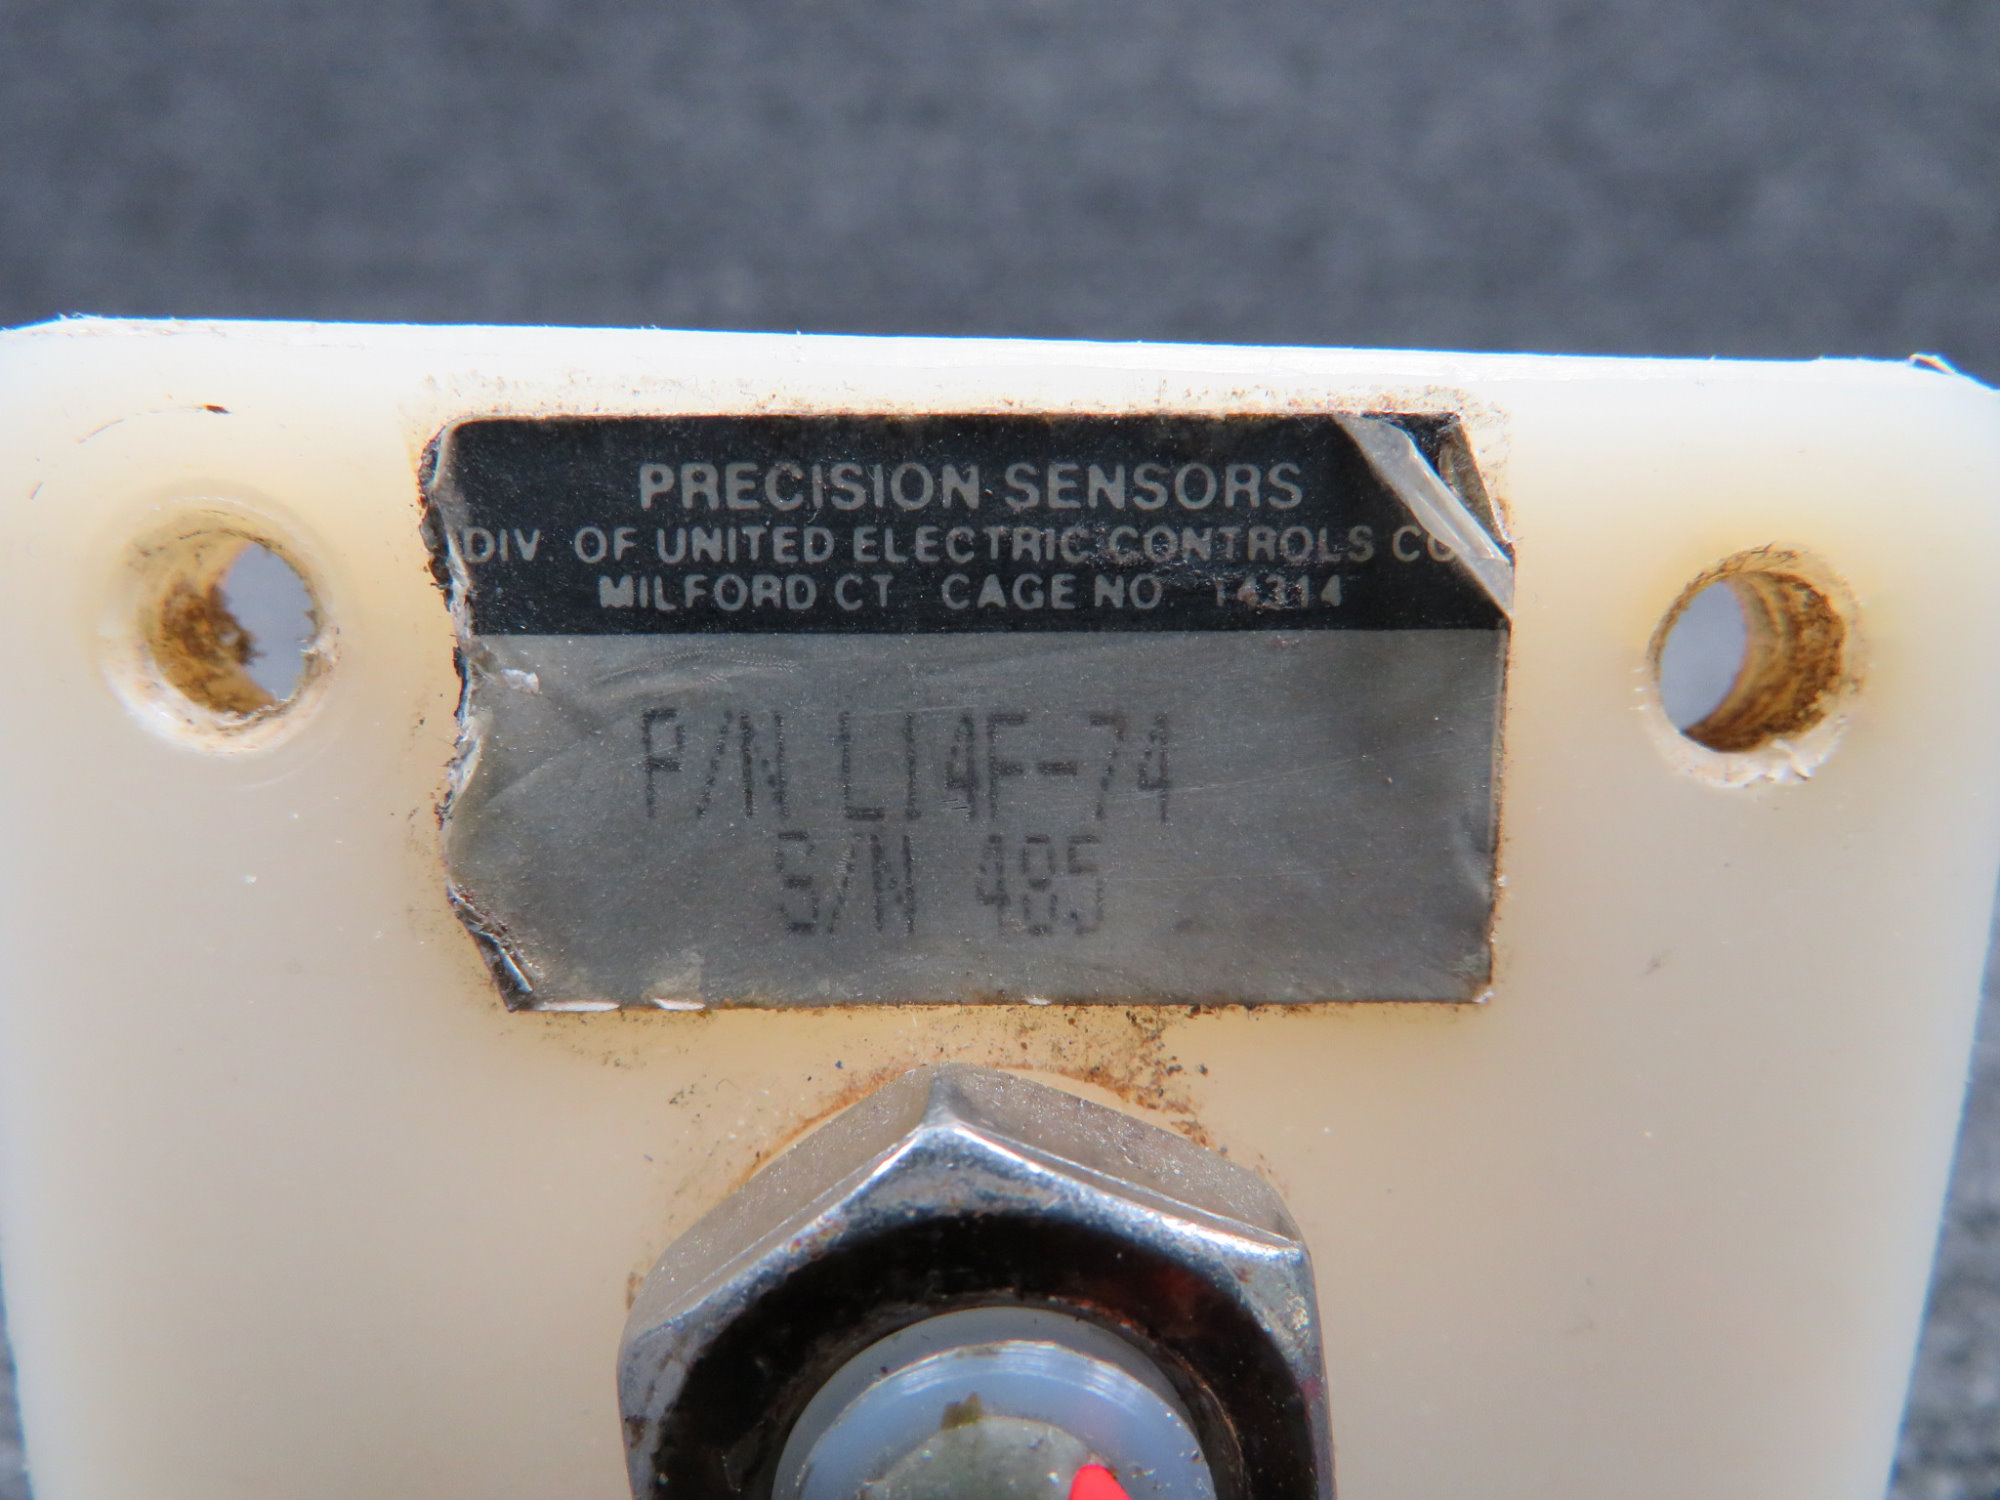 PRECISION SENSORS
DIV. OF UNITED ELECTRIC CONTROLS CO
MILFORD CT CAGE NO. 14314
P/N L14F-74
S/N 485